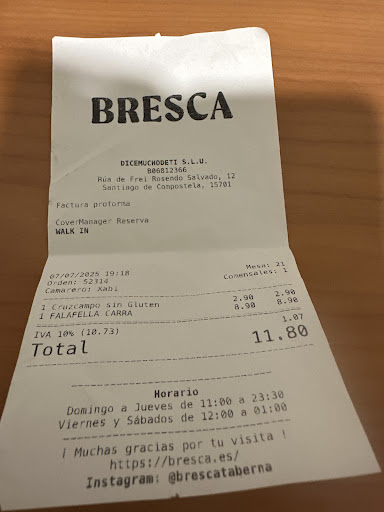 BRESCA
DICEMUCHODETI S.L.U.
B06812366
Rúa de Frei Rosendo Salvado, 12
Santiago de Compostela, 15701
Factura proforma
CoverManager Reserva
WALK IN
07/07/2025 19:18 Mesa: 21
Orden: 52314 Comensales: 1
Camarero: Xabi
1 Cruzcampo sin Gluten 2.90 2.90
1 FALAFELLA CARRA 8.90 8.90
IVA 10% (10.73) 1.07
Total 11.80
Horario
Domingo a Jueves de 11:00 a 23:30
Viernes y Sábados de 12:00 a 01:00
¡ Muchas gracias por tu visita !
https://bresca.es/
Instagram: @brescataberna